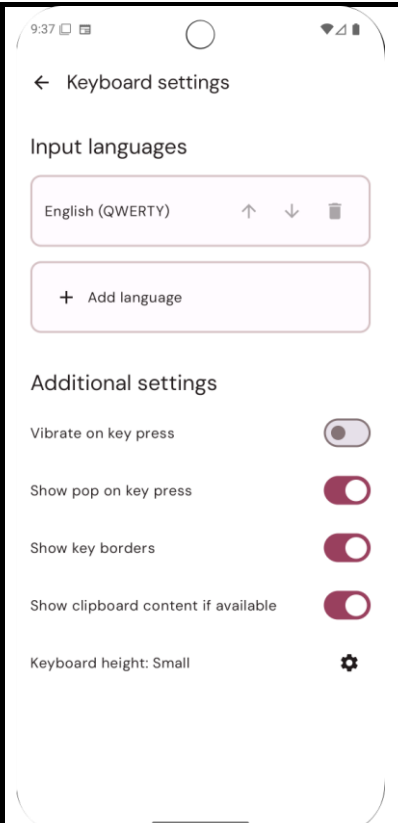 9:37
Keyboard settings
Input languages
English (QWERTY)
Add language
Additional settings
Vibrate on key press
Show pop on key press
Show key borders
Show clipboard content if available
Keyboard height: Small